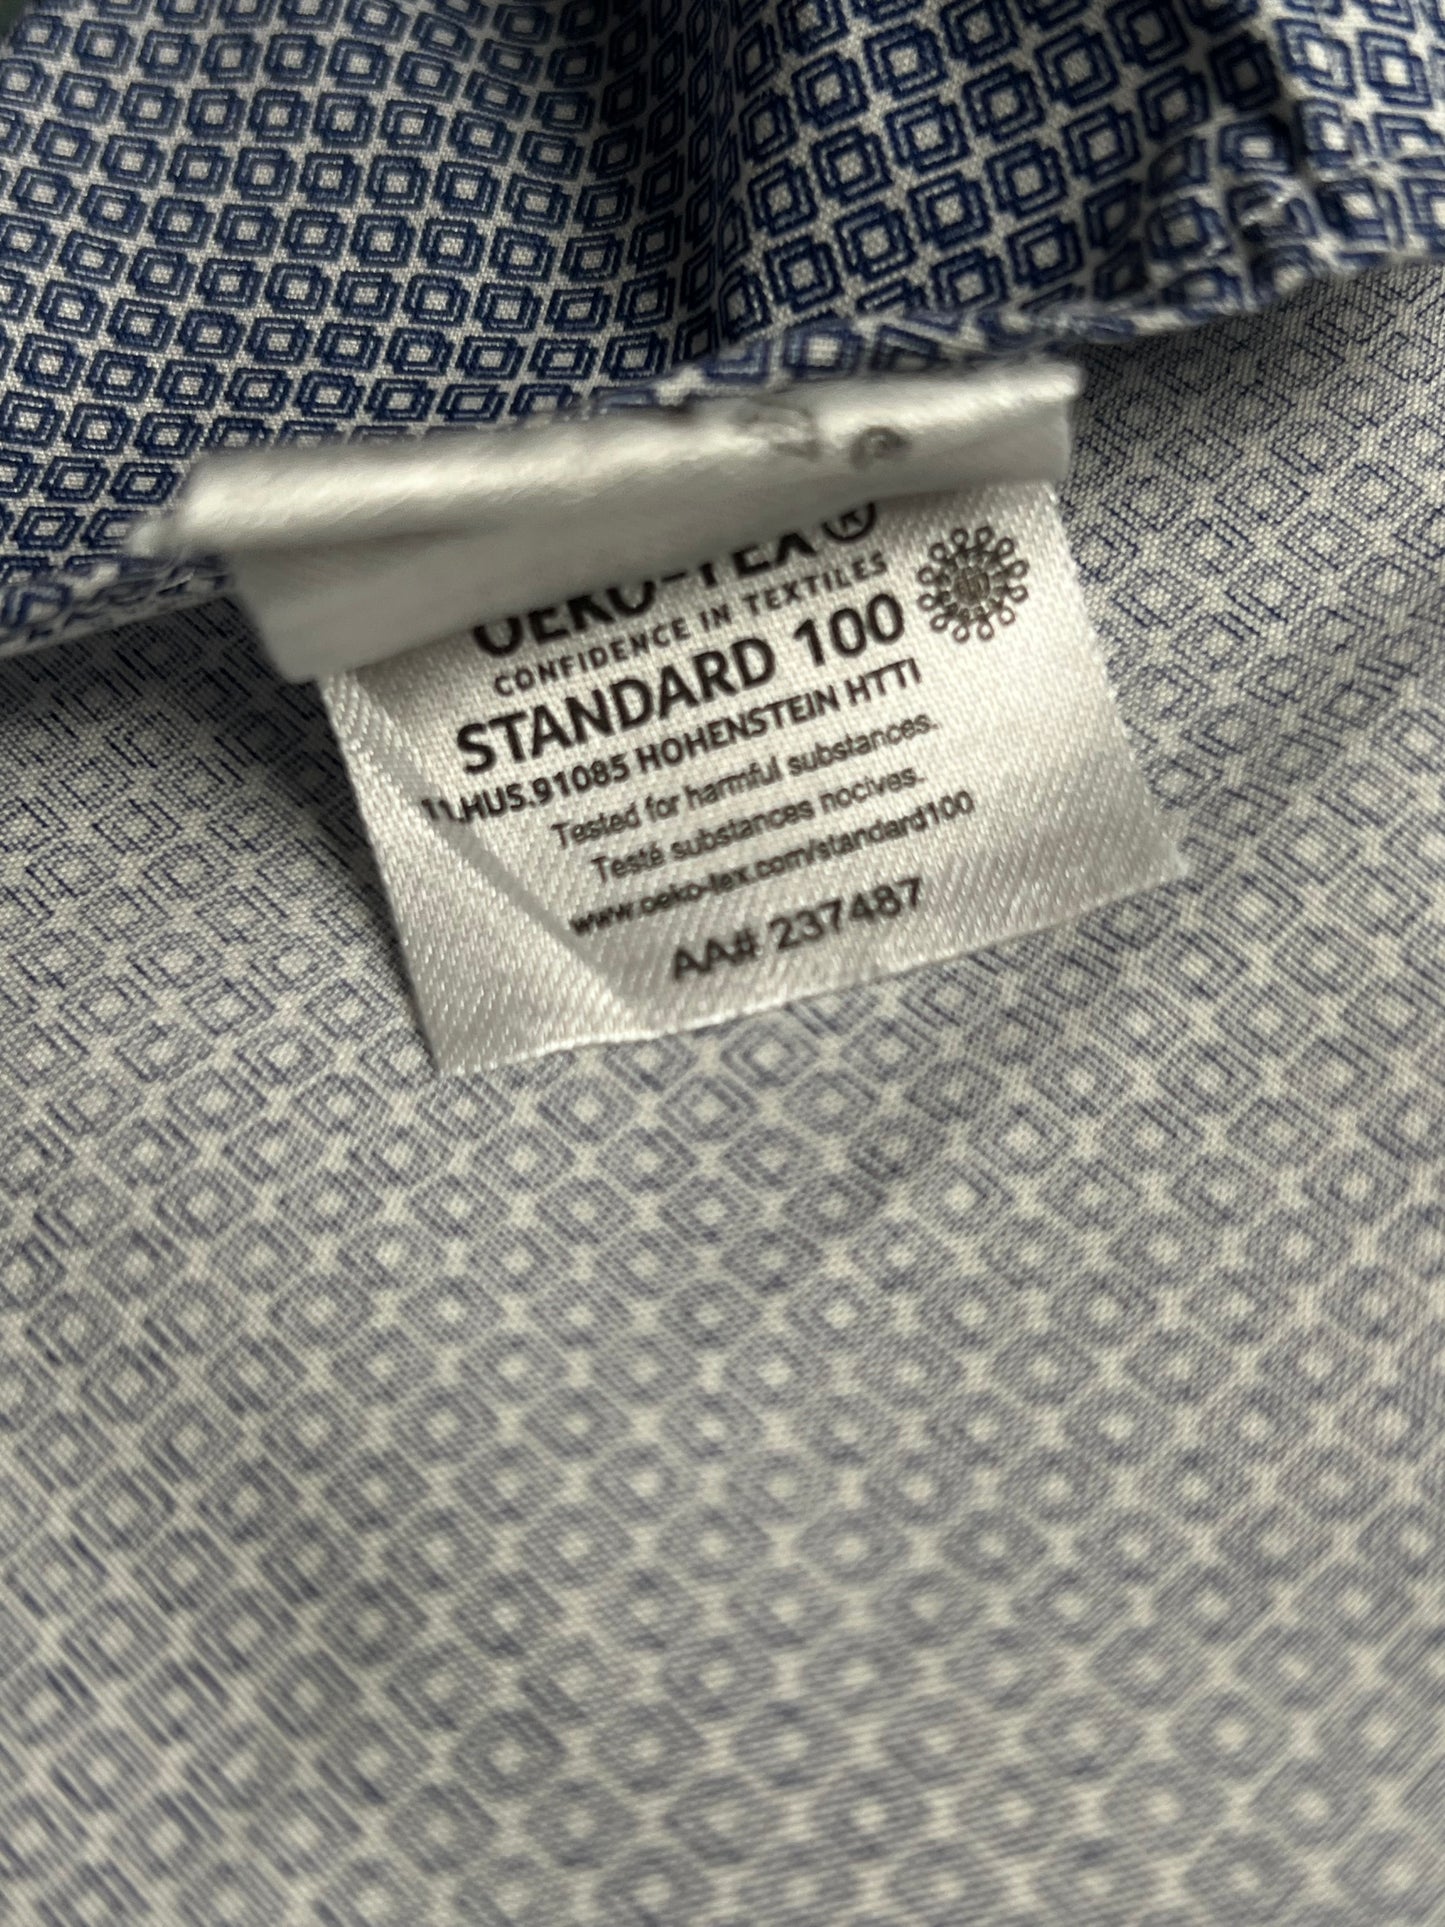 OEKO-TEX®
CONFIDENCE IN TEXTILES
STANDARD 100
11.HUS.91085 HOHENSTEIN HTTI
Tested for harmful substances.
Testé substances nocives.
www.oeko-tex.com/standard100
AA# 237487